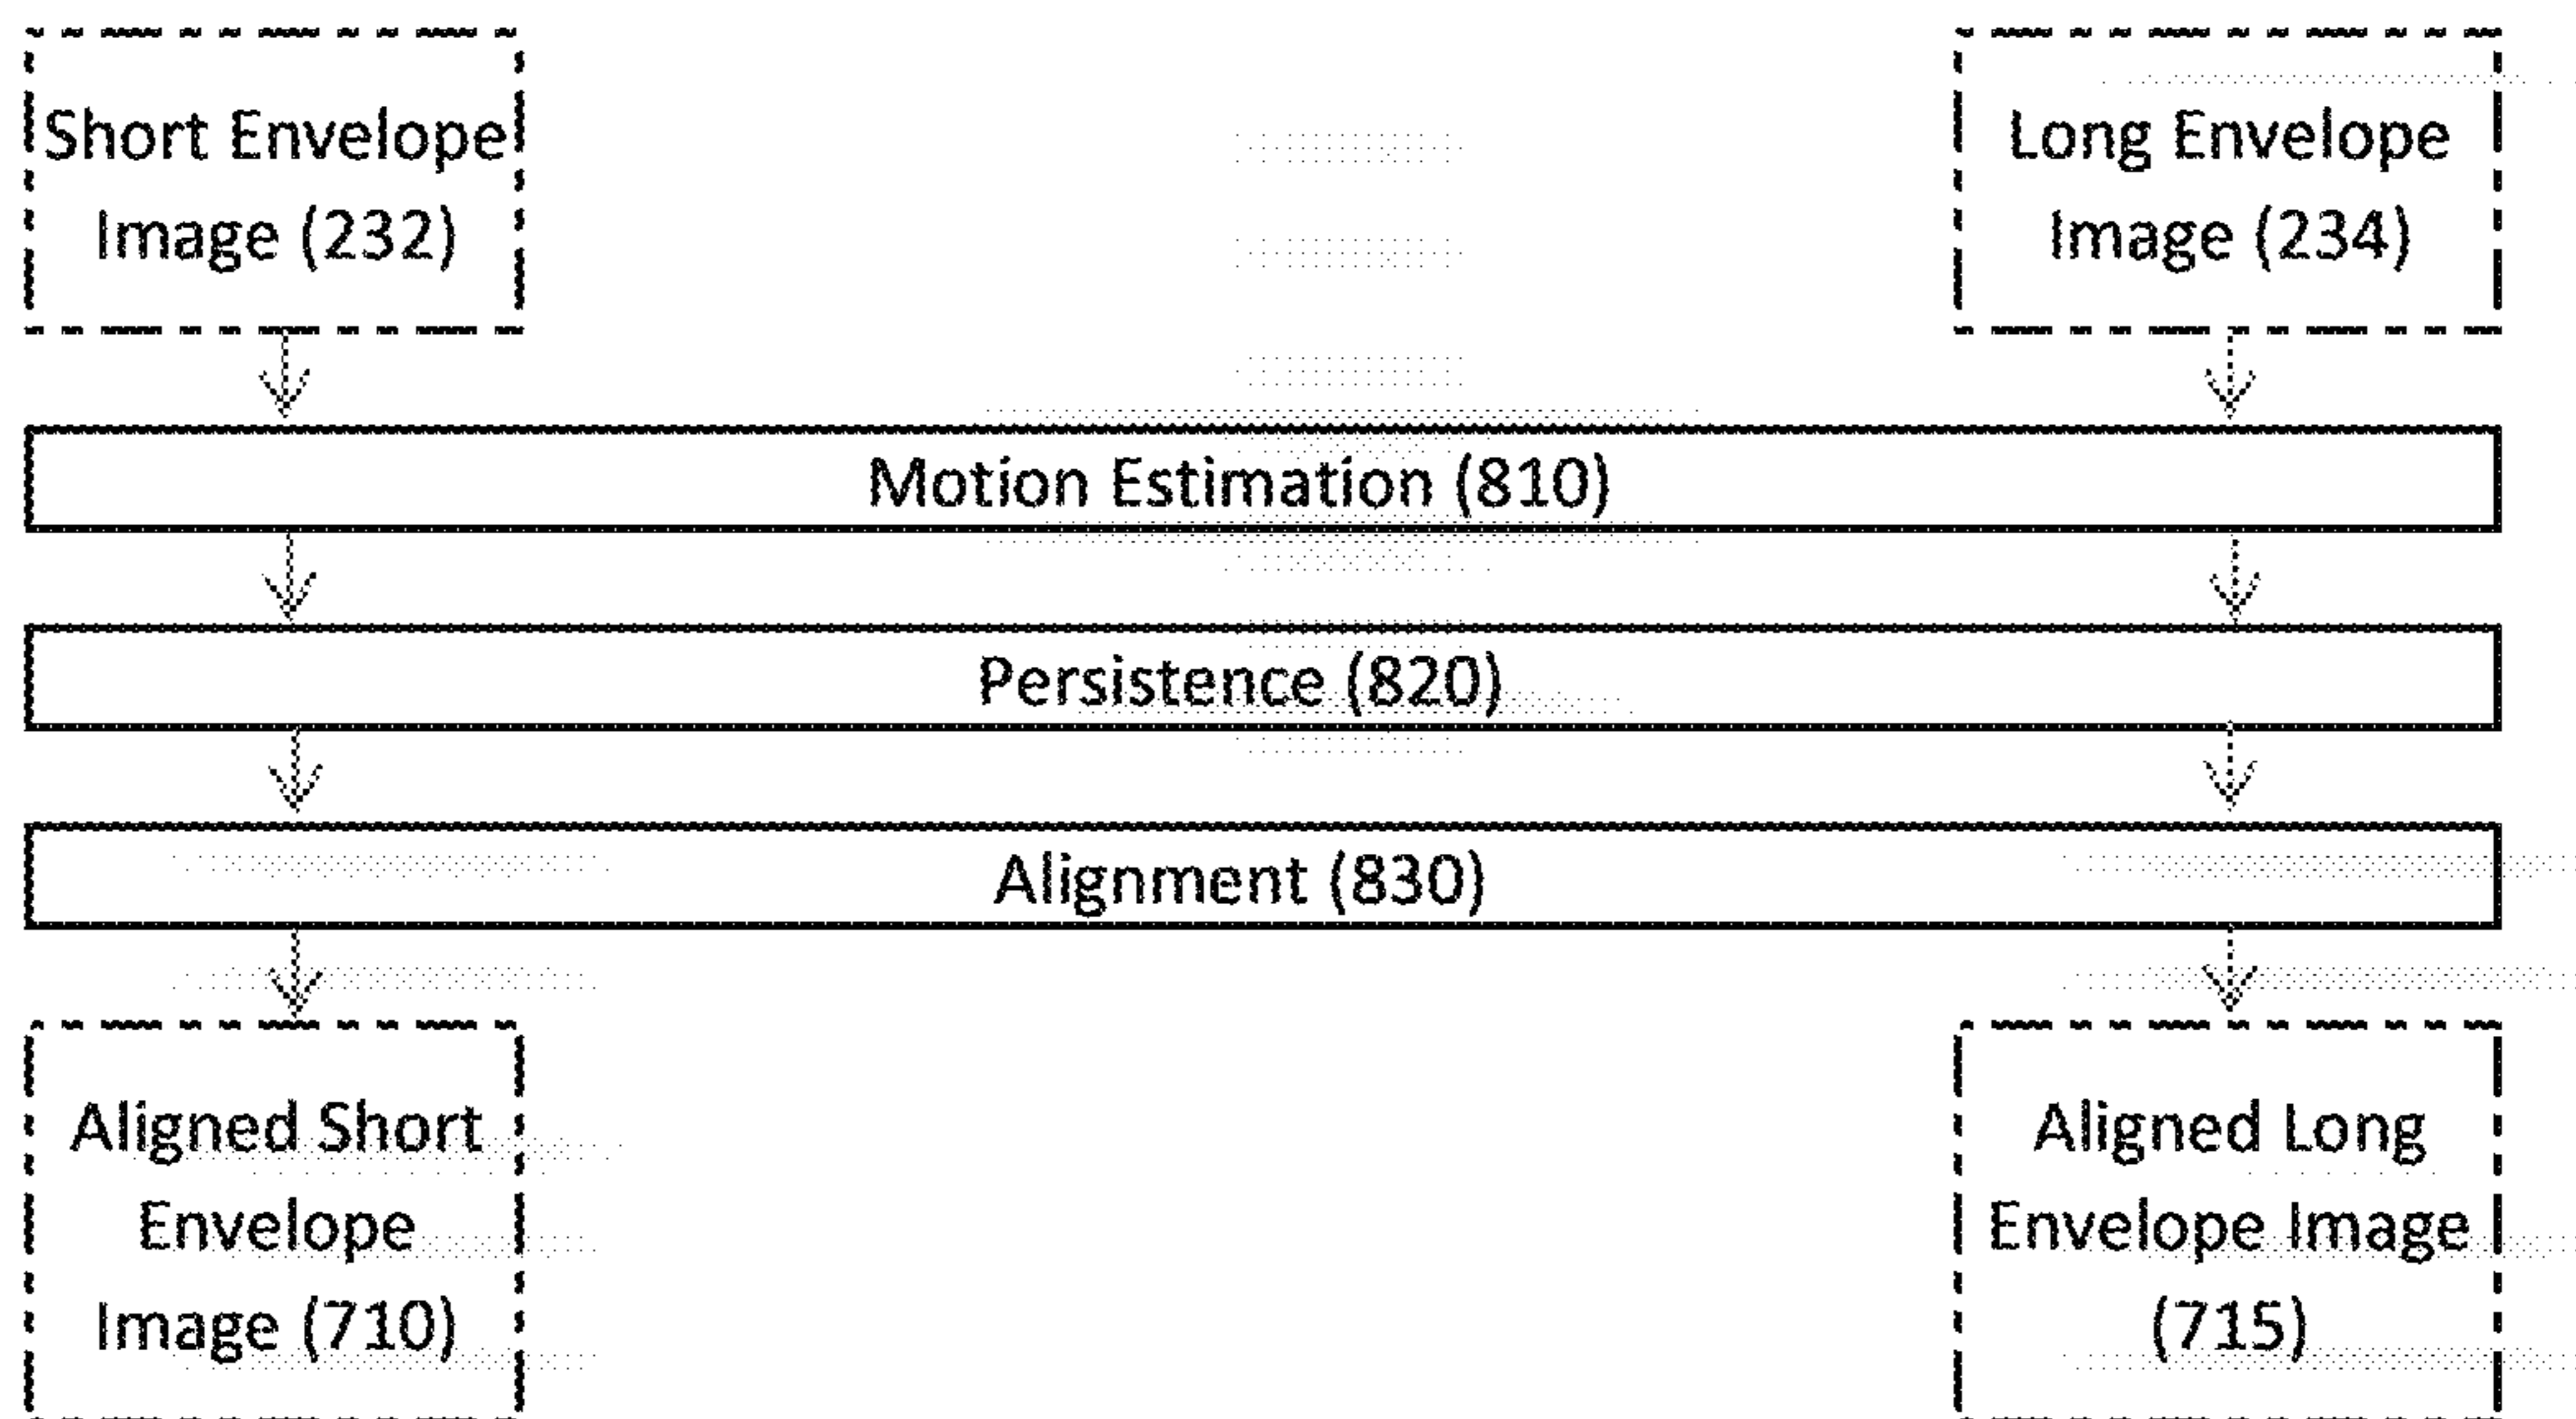 Short Envelope
Image (232)
Long Envelope
Image (234)
Motion Estimation (810)
Persistence (820)
Alignment (830)
Aligned Short
Envelope
Image (710)
Aligned Long
Envelope Image
(715)